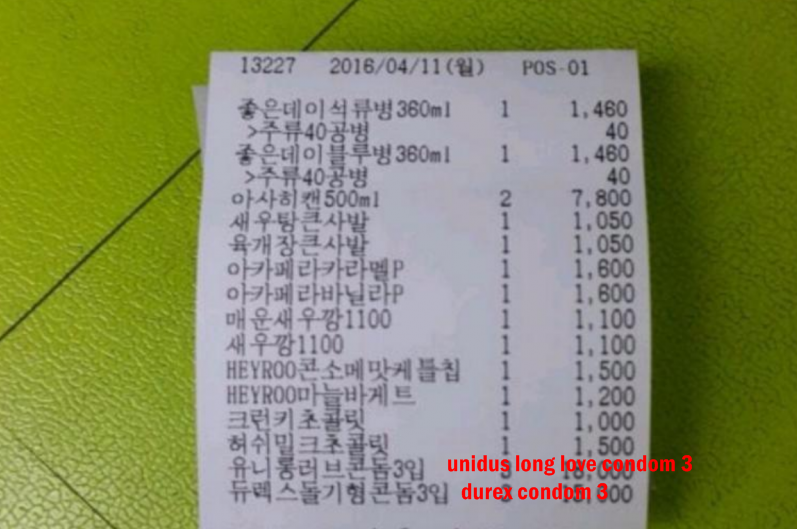 13227 2016/04/11(월) POS-01
좋은데이석류병360ml 1 1,460
>주류40공병 40
좋은데이블루병360ml 1 1,460
>주류40공병 40
아사히캔500ml 2 7,800
새우탕큰사발 1 1,050
육개장큰사발 1 1,050
아카페라카라멜P 1 1,600
아카페라바닐라P 1 1,600
매운새우깡1100 1 1,100
새우깡1100 1 1,100
HEYROO콘소메맛케틀칩 1 1,500
HEYROO마늘바게트 1 1,200
크런키초콜릿 1 1,000
허쉬밀크초콜릿 1 1,500
유니롱러브콘돔3입 unidus long love condom 3
듀렉스돌기형콘돔3입 durex condom 3